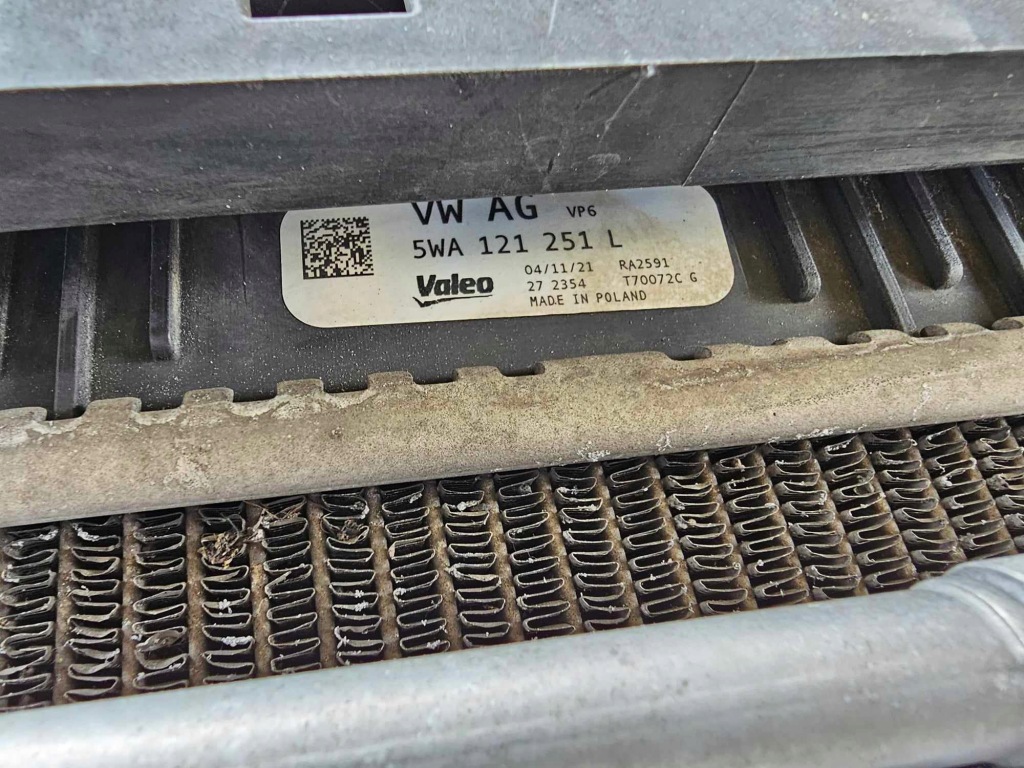 VW AG VP6
5WA 121 251 L
Valeo 04/11/21 RA2591
27 2354 T70072C G
MADE IN POLAND